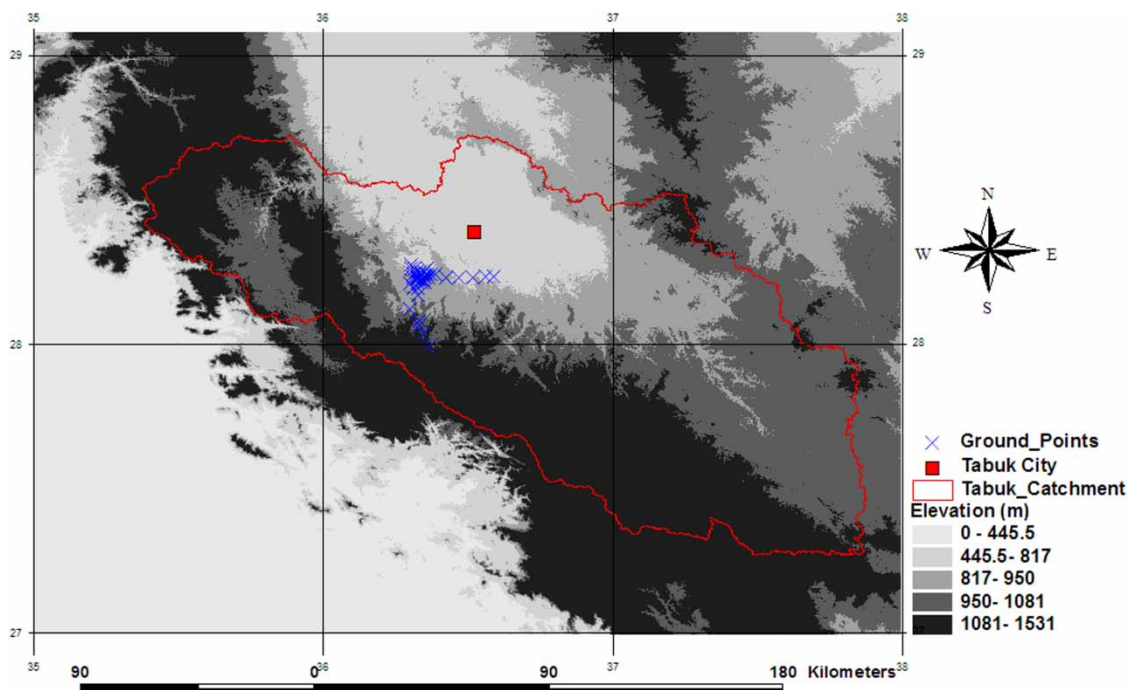 35 36 37 38
29 29
N
W E
S
28 28
Ground_Points
Tabuk City
Tabuk_Catchment
Elevation (m)
0 - 445.5
445.5- 817
817- 950
950- 1081
1081- 1531
27
35 36 37 38
90 0 90 180 Kilometers